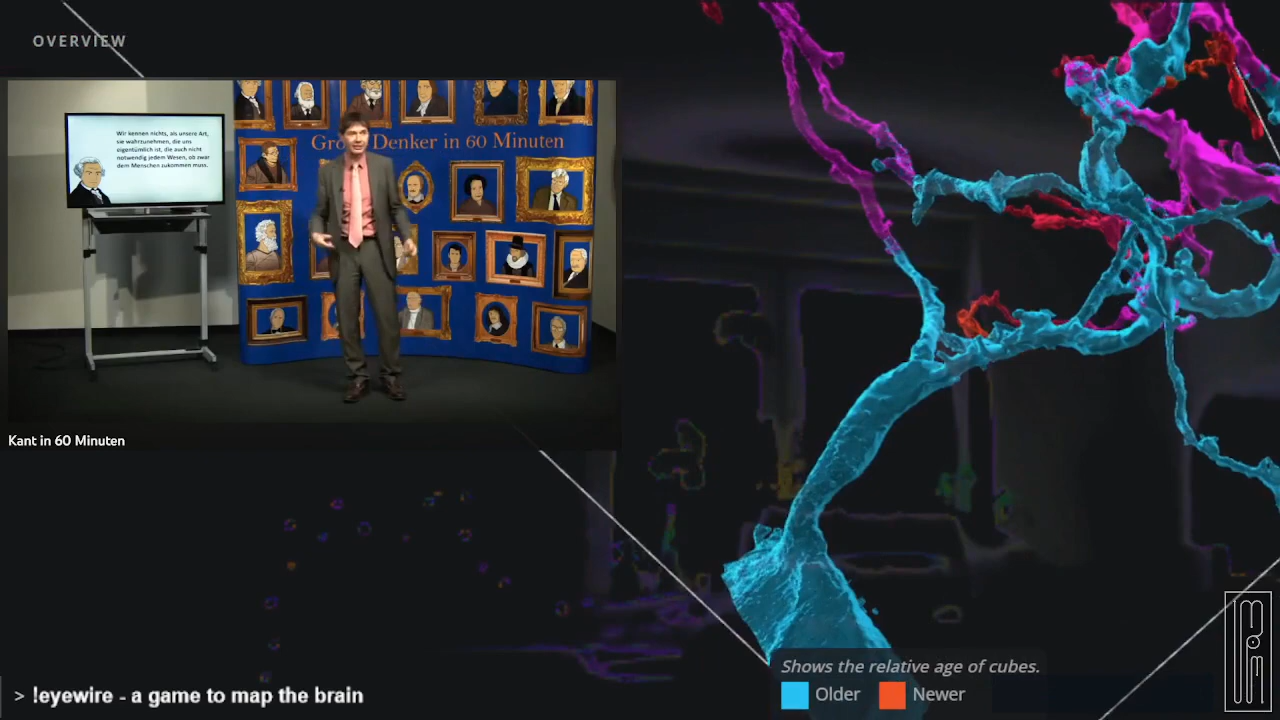 OVERVIEW
Wir kennen nichts, als unsere Art,
sie wahrzunehmen, die uns
eigentümlich ist, die auch nicht
notwendig jedem Wesen, ob zwar
dem Menschen zukommen muss.
Denker in 60 Minuten
Kant in 60 Minuten
Shows the relative age of cubes.
Older
Newer
> !eyewire - a game to map the brain